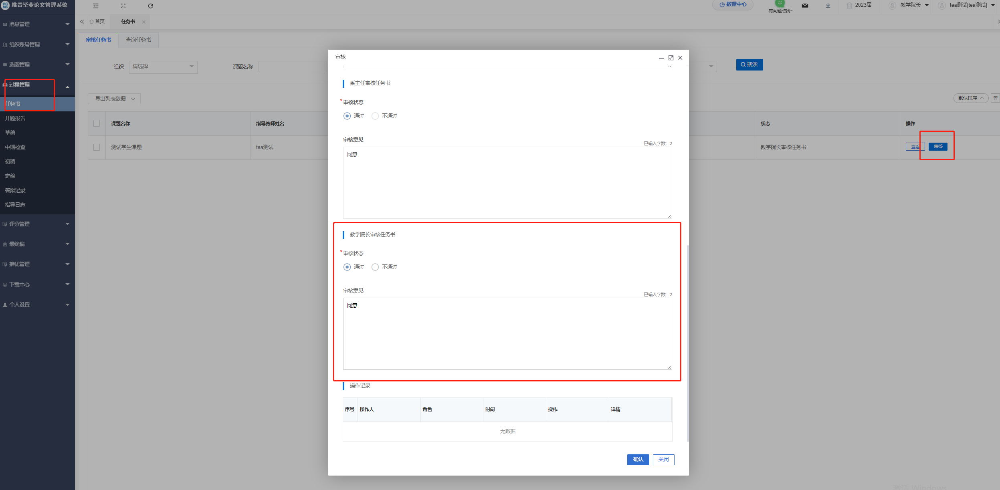 维普毕业论文管理系统
数据中心
有问题点我~
2023届
教学院长
tea测试[tea测试]
消息管理
组织账号管理
选题管理
过程管理
任务书
开题报告
草稿
中期检查
初稿
定稿
答辩记录
指导日志
评分管理
最终稿
推优管理
下载中心
个人设置
首页
任务书
审核任务书
查询任务书
组织
请选择
课题名称
搜索
导出列表数据
默认排序
课题名称
指导教师姓名
状态
操作
测试学生课题
tea测试
教学院长审核任务书
查看
审核
审核
系主任审核任务书
*审核状态
通过
不通过
审核意见
已输入字数：2
同意
教学院长审核任务书
*审核状态
通过
不通过
审核意见
已输入字数：2
同意
操作记录
序号
操作人
角色
时间
操作
详情
无数据
确认
关闭
激活 Windows